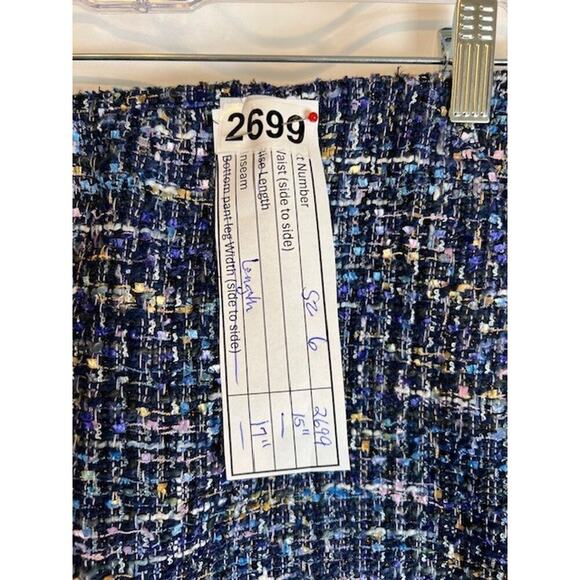 2699
t Number 2699
Waist (side to side) sz 6 15"
ise Length —
nseam Length 17"
Bottom pant leg Width (side to side) —